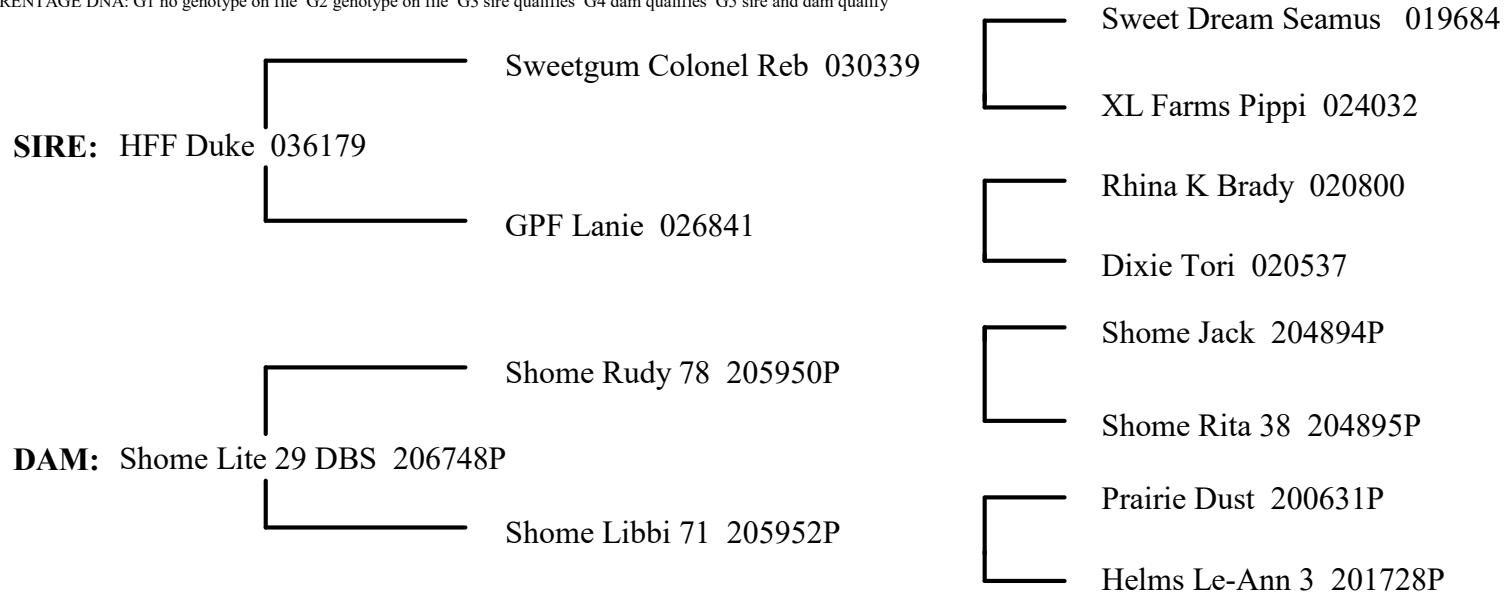 RENTAGE DNA: G1 no genotype on file G2 genotype on file G3 sire qualifies G4 dam qualifies G5 sire and dam qualify
Sweet Dream Seamus 019684
Sweetgum Colonel Reb 030339
XL Farms Pippi 024032
SIRE: HFF Duke 036179
Rhina K Brady 020800
GPF Lanie 026841
Dixie Tori 020537
Shome Jack 204894P
Shome Rudy 78 205950P
Shome Rita 38 204895P
DAM: Shome Lite 29 DBS 206748P
Prairie Dust 200631P
Shome Libbi 71 205952P
Helms Le-Ann 3 201728P